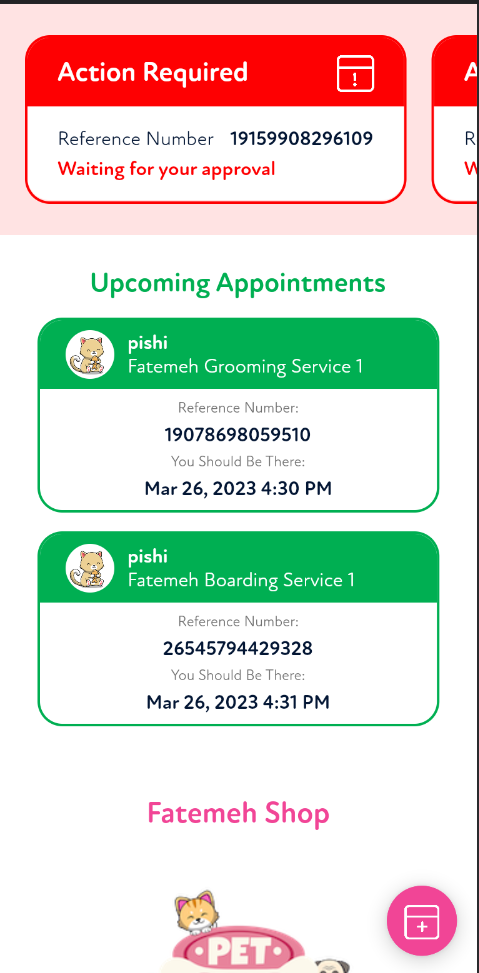 Action Required
Reference Number 19159908296109
Waiting for your approval
Upcoming Appointments
pishi
Fatemeh Grooming Service 1
Reference Number:
19078698059510
You Should Be There:
Mar 26, 2023 4:30 PM
pishi
Fatemeh Boarding Service 1
Reference Number:
26545794429328
You Should Be There:
Mar 26, 2023 4:31 PM
Fatemeh Shop
PET